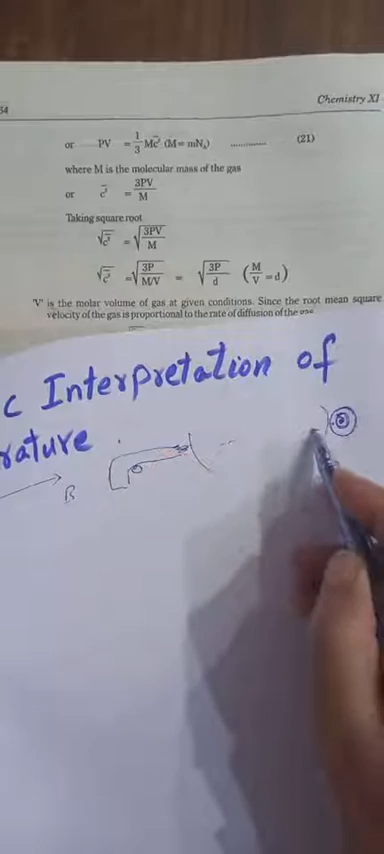 54
Chemistry XI
or PV = 1/3 Mc̄² (M = mNₐ) .............. (21)
where M is the molecular mass of the gas
or c̄² = 3PV/M
Taking square root
√c̄² = √(3PV/M)
√c̄² = √(3P/(M/V)) = √(3P/d) (M/V = d)
'V' is the molar volume of gas at given conditions. Since the root mean square
velocity of the gas is proportional to the rate of diffusion of the gas
c Interpretation of
rature
B